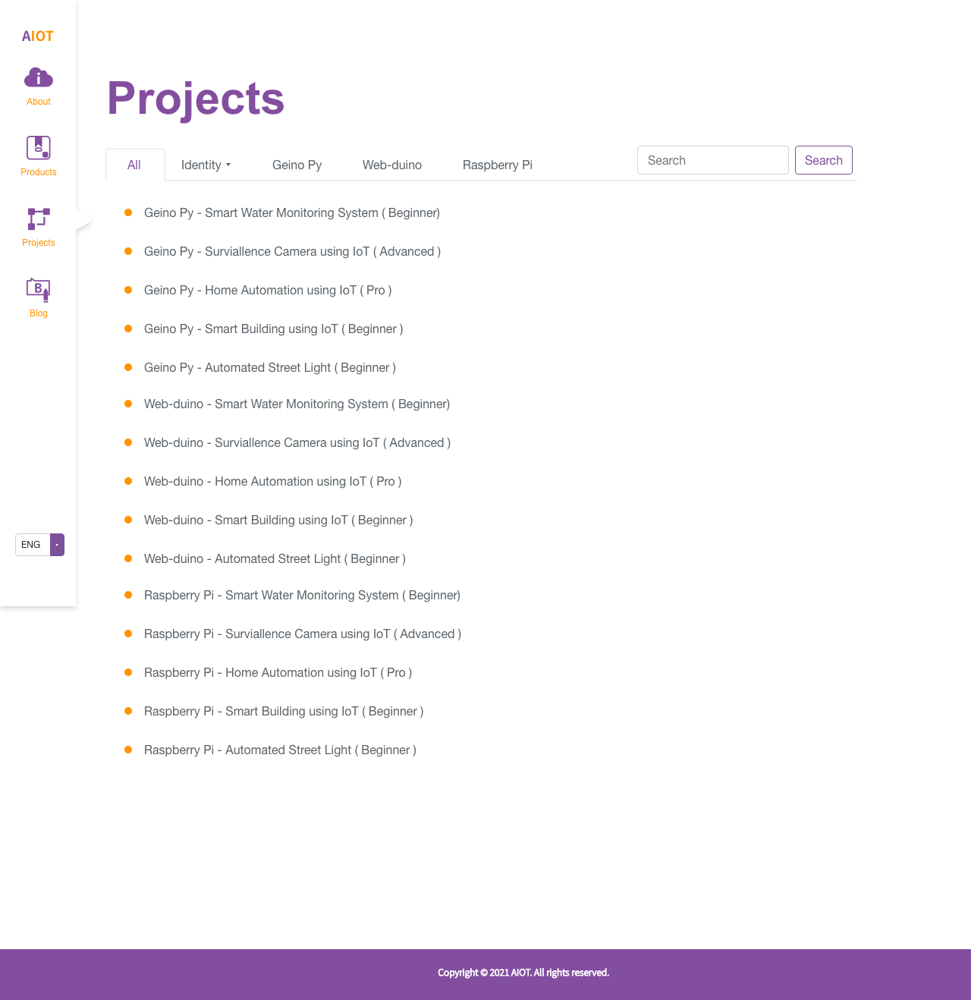 AIOT
About
Products
Projects
Blog
ENG
Projects
All Identity Geino Py Web-duino Raspberry Pi Search Search
Geino Py - Smart Water Monitoring System ( Beginner)
Geino Py - Surviallence Camera using IoT ( Advanced )
Geino Py - Home Automation using IoT ( Pro )
Geino Py - Smart Building using IoT ( Beginner )
Geino Py - Automated Street Light ( Beginner )
Web-duino - Smart Water Monitoring System ( Beginner)
Web-duino - Surviallence Camera using IoT ( Advanced )
Web-duino - Home Automation using IoT ( Pro )
Web-duino - Smart Building using IoT ( Beginner )
Web-duino - Automated Street Light ( Beginner )
Raspberry Pi - Smart Water Monitoring System ( Beginner)
Raspberry Pi - Surviallence Camera using IoT ( Advanced )
Raspberry Pi - Home Automation using IoT ( Pro )
Raspberry Pi - Smart Building using IoT ( Beginner )
Raspberry Pi - Automated Street Light ( Beginner )
Copyright © 2021 AIOT. All rights reserved.